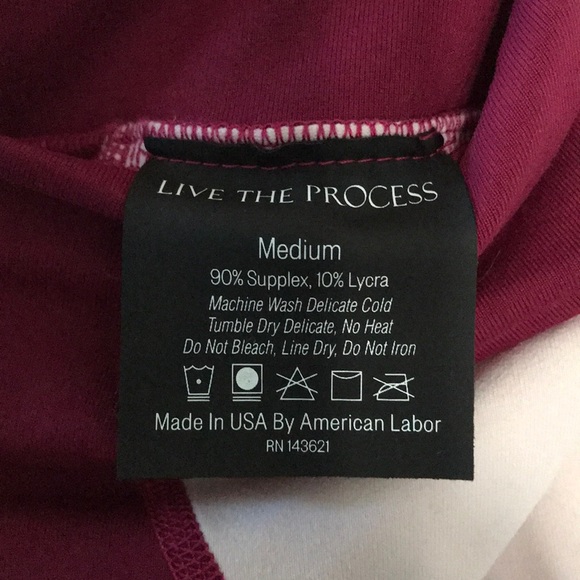 LIVE THE PROCESS
Medium
90% Supplex, 10% Lycra
Machine Wash Delicate Cold
Tumble Dry Delicate, No Heat
Do Not Bleach, Line Dry, Do Not Iron
Made In USA By American Labor
RN 143621